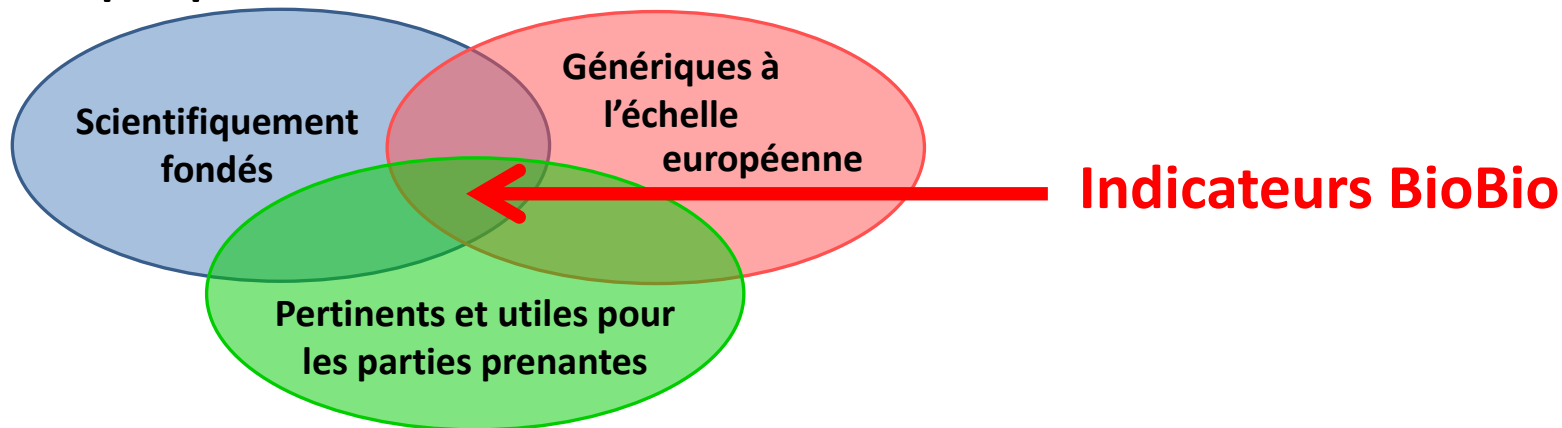 Scientifiquement
fondés
Génériques à
l’échelle
européenne
Indicateurs BioBio
Pertinents et utiles pour
les parties prenantes